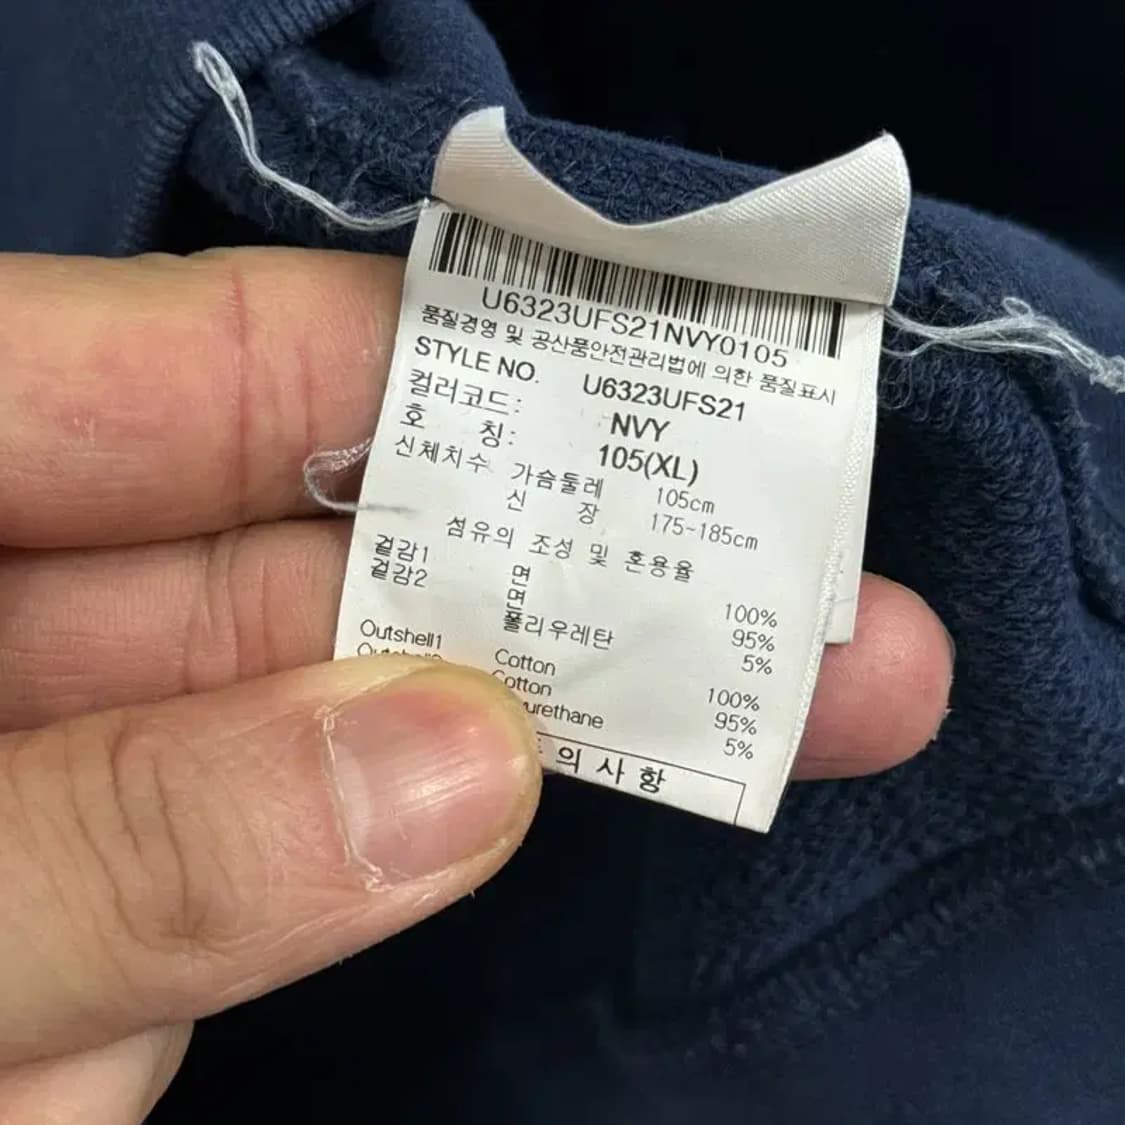 U6323UFS21NVY0105
품질경영 및 공산품안전관리법에 의한 품질표시
STYLE NO. U6323UFS21
컬러코드: NVY
호 칭: 105(XL)
신체치수 가슴둘레 105cm
신 장 175~185cm
섬유의 조성 및 혼용율
겉감1 면 100%
겉감2 면 95%
폴리우레탄 5%
Outshell1 Cotton 100%
Cotton 95%
urethane 5%
의 사 항